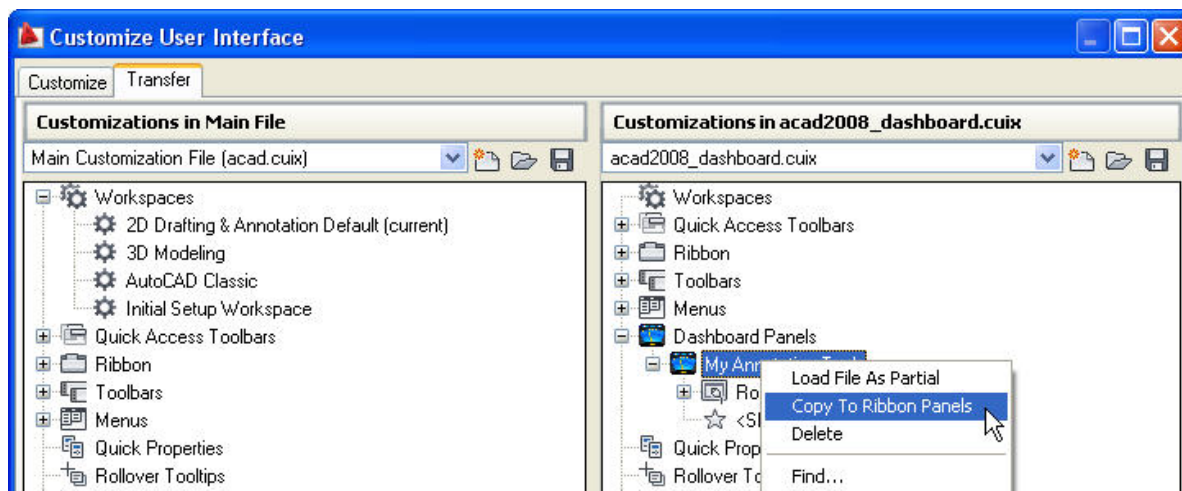 Customize User Interface
Customize
Transfer
Customizations in Main File
Main Customization File (acad.cuix)
Workspaces
2D Drafting & Annotation Default (current)
3D Modeling
AutoCAD Classic
Initial Setup Workspace
Quick Access Toolbars
Ribbon
Toolbars
Menus
Quick Properties
Rollover Tooltips
Customizations in acad2008_dashboard.cuix
acad2008_dashboard.cuix
Workspaces
Quick Access Toolbars
Ribbon
Toolbars
Menus
Dashboard Panels
My
Quick
Rollover
Load File As Partial
Copy To Ribbon Panels
Delete
Find...